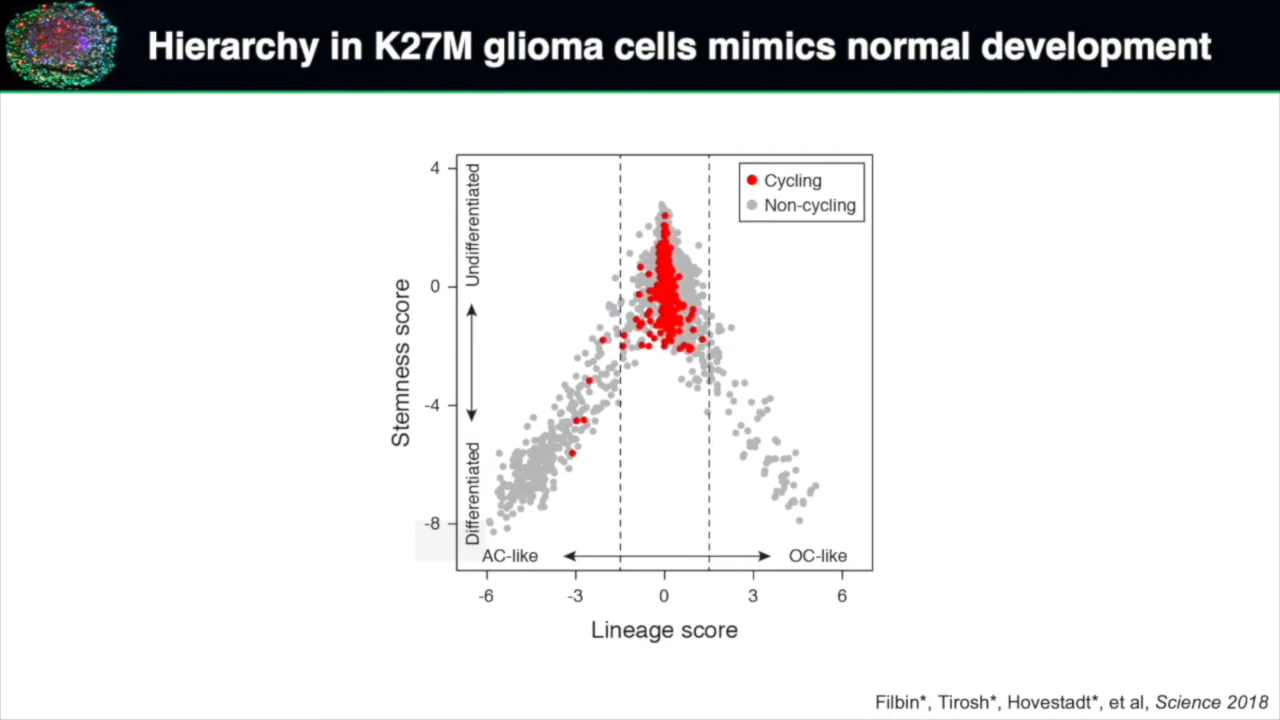 Hierarchy in K27M glioma cells mimics normal development
Cycling
Non-cycling
Stemness score
4
0
-4
-8
Undifferentiated
Differentiated
AC-like
OC-like
-6
-3
0
3
6
Lineage score
Filbin*, Tirosh*, Hovestadt*, et al, Science 2018